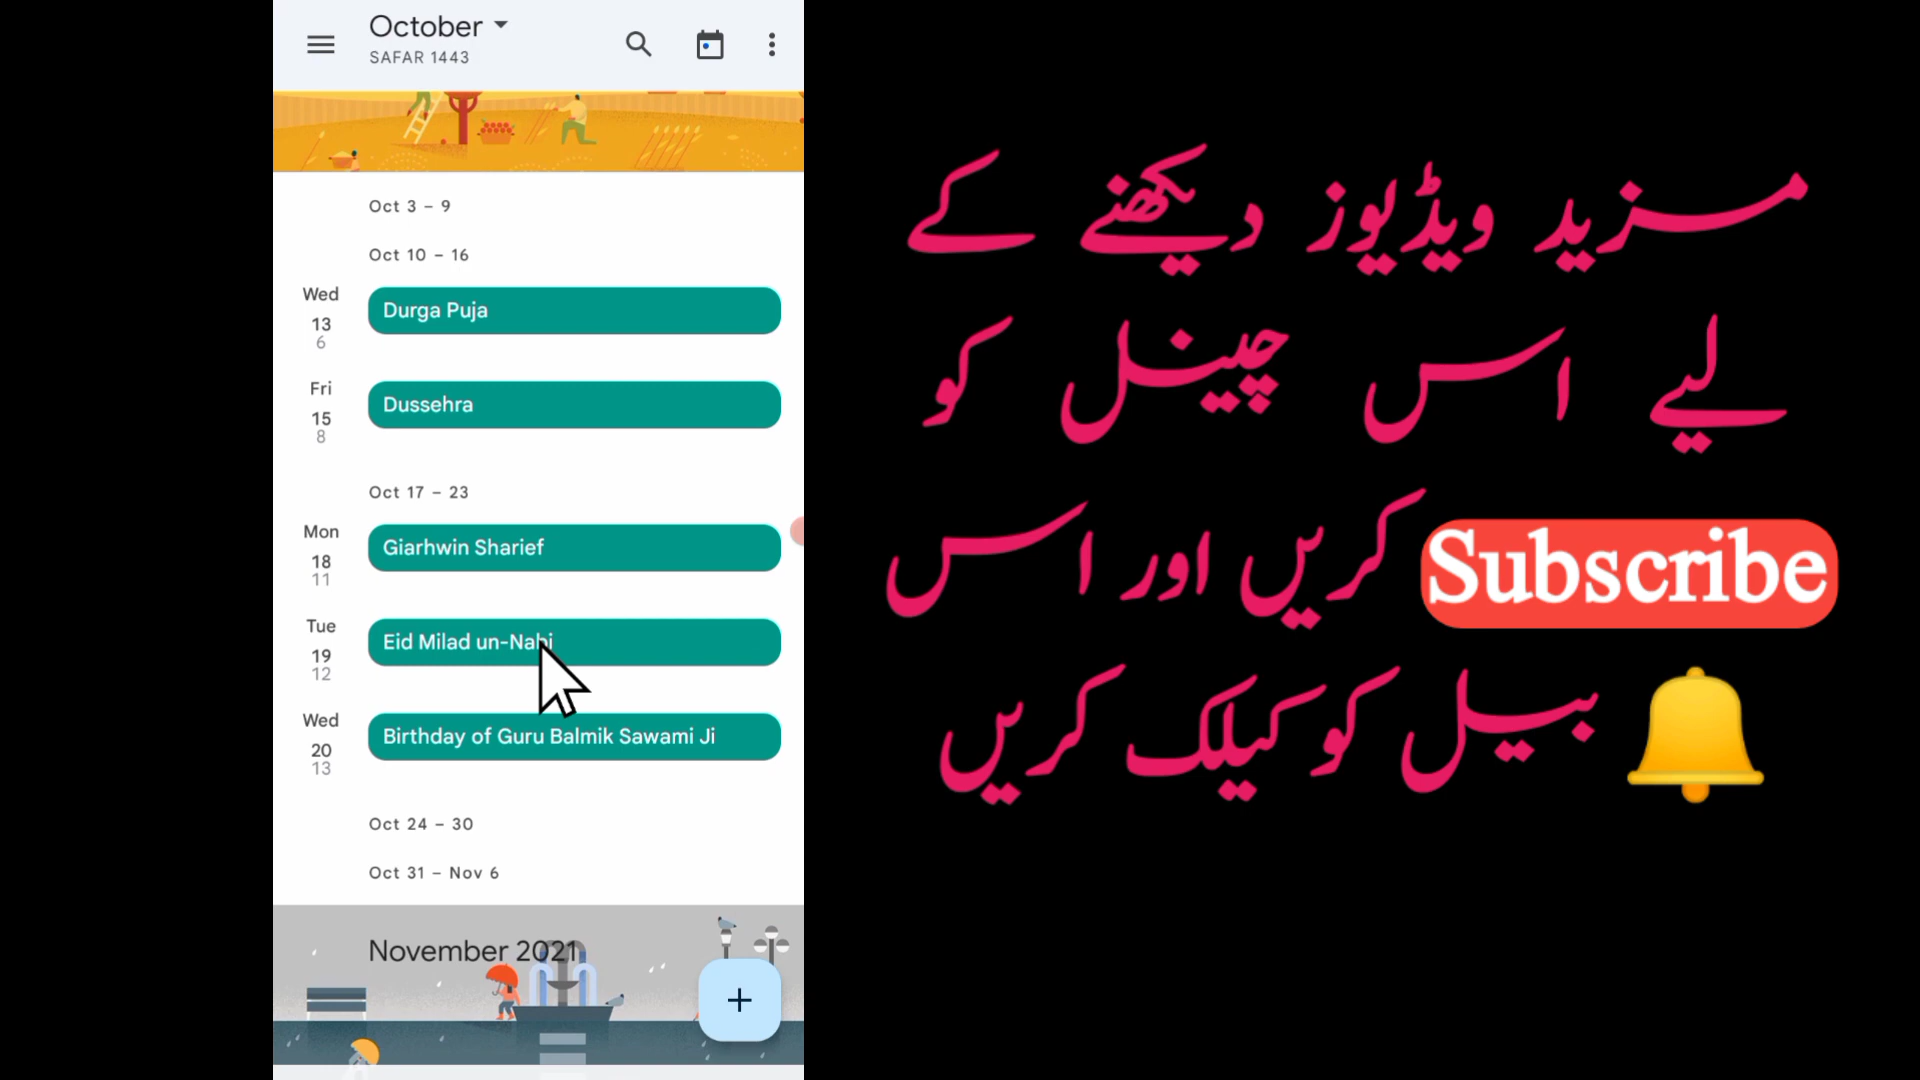 October
SAFAR 1443
Oct 3 – 9
Oct 10 – 16
Wed
13
6
Durga Puja
Fri
15
8
Dussehra
Oct 17 – 23
Mon
18
11
Giarhwin Sharief
Tue
19
12
Eid Milad un-Nabi
Wed
20
13
Birthday of Guru Balmik Sawami Ji
Oct 24 – 30
Oct 31 – Nov 6
November 2021
مزید ویڈیوز دیکھنے کے
لیے اس چینل کو
Subscribe کریں اور اس
بیل کو کیلک کریں